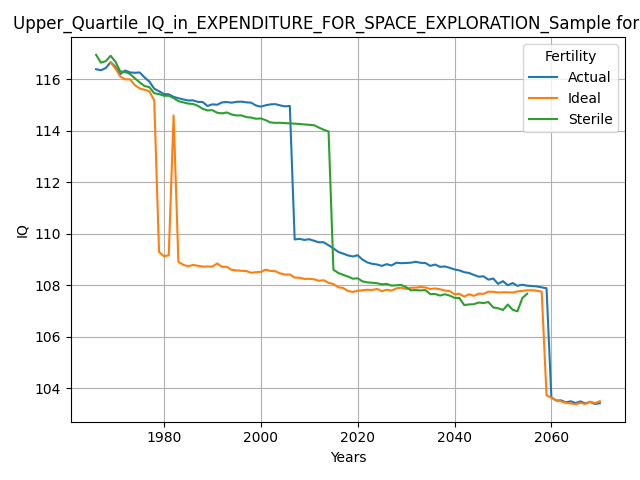 Upper_Quartile_IQ_in_EXPENDITURE_FOR_SPACE_EXPLORATION_Sample for
Fertility
Actual
Ideal
Sterile
116
114
112
110
108
106
104
IQ
1980
2000
2020
2040
2060
Years